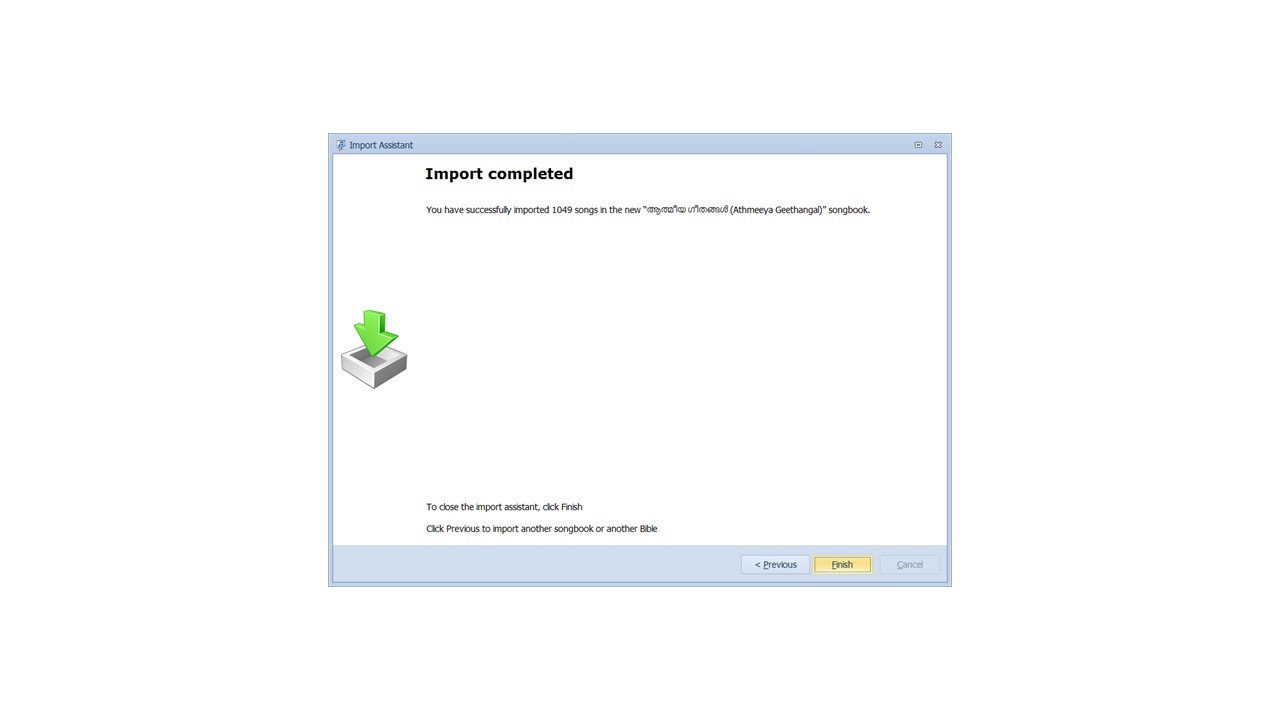 Import Assistant
Import completed
You have successfully imported 1049 songs in the new “ആത്മീയ ഗീതങ്ങൾ (Athmeeya Geethangal)” songbook.
To close the import assistant, click Finish
Click Previous to import another songbook or another Bible
< Previous Finish Cancel